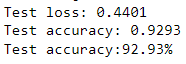 Test loss: 0.4401
Test accuracy: 0.9293
Test accuracy:92.93%